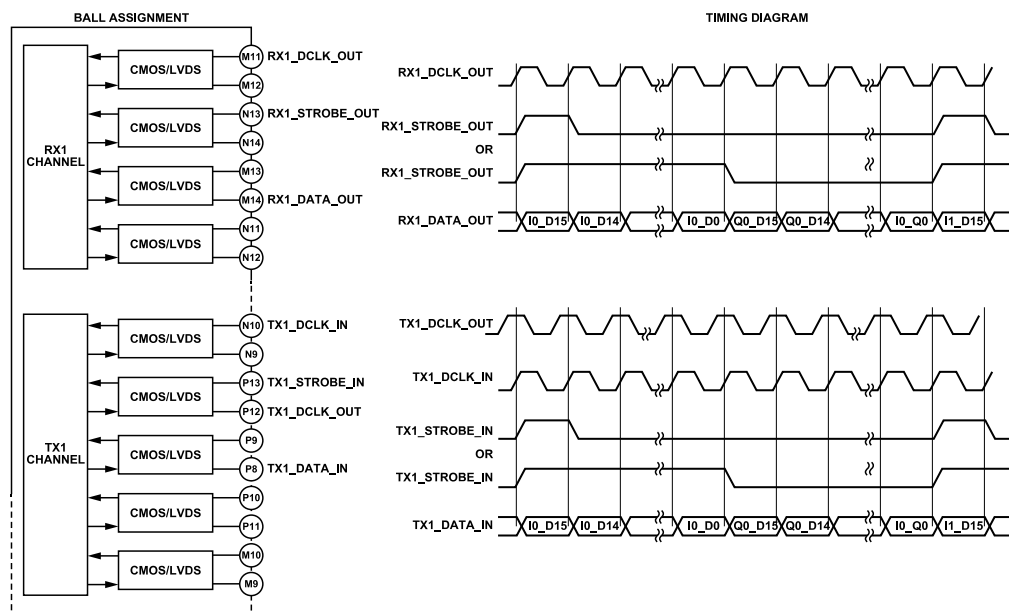 BALL ASSIGNMENT
RX1
CHANNEL
CMOS/LVDS
M11 RX1_DCLK_OUT
M12
CMOS/LVDS
N13 RX1_STROBE_OUT
N14
CMOS/LVDS
M13
M14 RX1_DATA_OUT
CMOS/LVDS
N11
N12
TX1
CHANNEL
CMOS/LVDS
N10 TX1_DCLK_IN
N9
CMOS/LVDS
P13 TX1_STROBE_IN
P12 TX1_DCLK_OUT
CMOS/LVDS
P9
P8 TX1_DATA_IN
CMOS/LVDS
P10
P11
CMOS/LVDS
M10
M9
TIMING DIAGRAM
RX1_DCLK_OUT
RX1_STROBE_OUT
OR
RX1_STROBE_OUT
RX1_DATA_OUT I0_D15 I0_D14 I0_D0 Q0_D15 Q0_D14 I0_Q0 I1_D15
TX1_DCLK_OUT
TX1_DCLK_IN
TX1_STROBE_IN
OR
TX1_STROBE_IN
TX1_DATA_IN I0_D15 I0_D14 I0_D0 Q0_D15 Q0_D14 I0_Q0 I1_D15